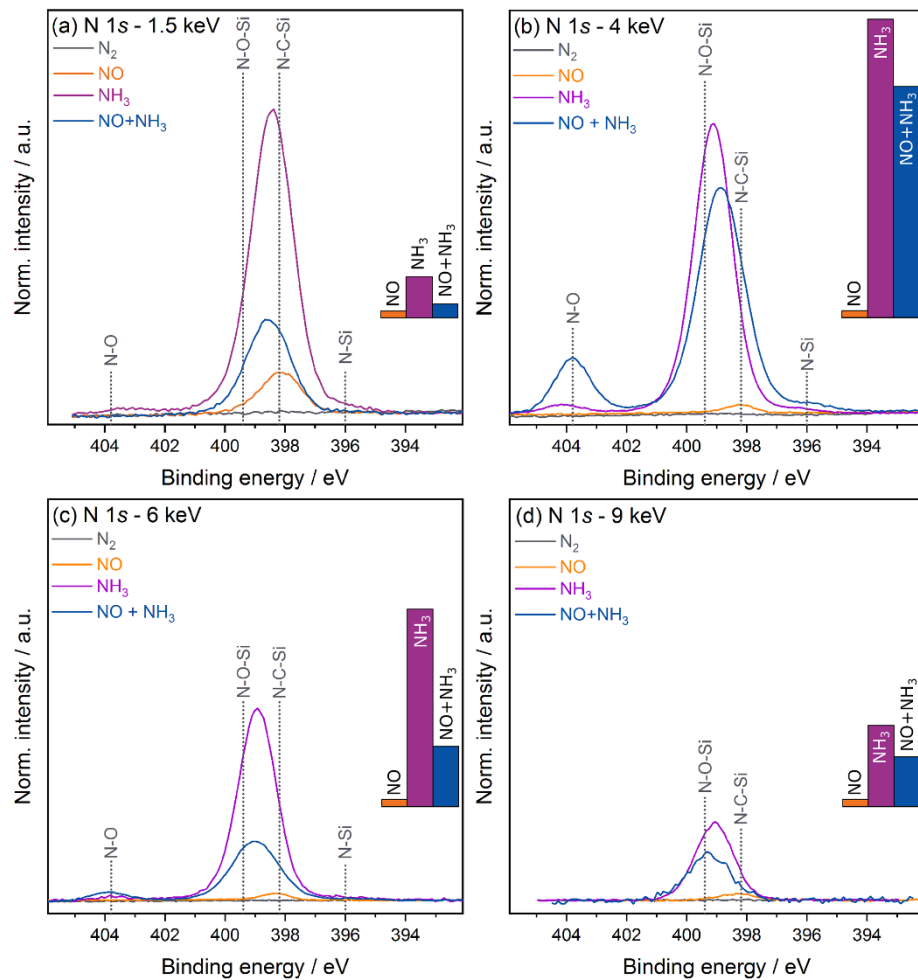 (a) N 1s - 1.5 keV
N₂
NO
NH₃
NO+NH₃
N-O
N-O-Si
N-C-Si
N-Si
NO
NH₃
NO+NH₃
Norm. intensity / a.u.
404 402 400 398 396 394
Binding energy / eV
(b) N 1s - 4 keV
N₂
NO
NH₃
NO + NH₃
N-O
N-O-Si
N-C-Si
N-Si
NO
NH₃
NO+NH₃
Norm. intensity / a.u.
404 402 400 398 396 394
Binding energy / eV
(c) N 1s - 6 keV
N₂
NO
NH₃
NO + NH₃
N-O
N-O-Si
N-C-Si
N-Si
NO
NH₃
NO+NH₃
Norm. intensity / a.u.
404 402 400 398 396 394
Binding energy / eV
(d) N 1s - 9 keV
N₂
NO
NH₃
NO+NH₃
N-O-Si
N-C-Si
NO
NH₃
NO+NH₃
Norm. intensity / a.u.
404 402 400 398 396 394
Binding energy / eV